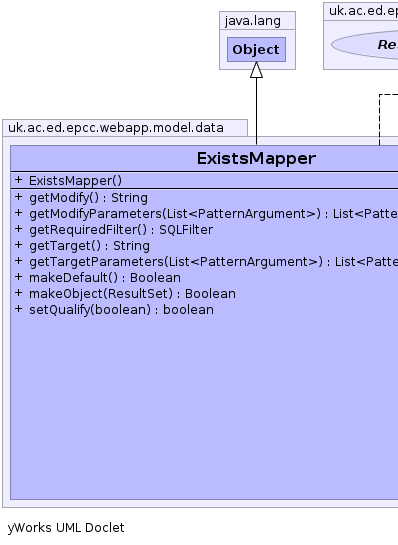 java.lang
Object
uk.ac.ed.ep
Re
uk.ac.ed.epcc.webapp.model.data
ExistsMapper
+ ExistsMapper()
+ getModify() : String
+ getModifyParameters(List<PatternArgument>) : List<Patte
+ getRequiredFilter() : SQLFilter
+ getTarget() : String
+ getTargetParameters(List<PatternArgument>) : List<Patte
+ makeDefault() : Boolean
+ makeObject(ResultSet) : Boolean
+ setQualify(boolean) : boolean
yWorks UML Doclet